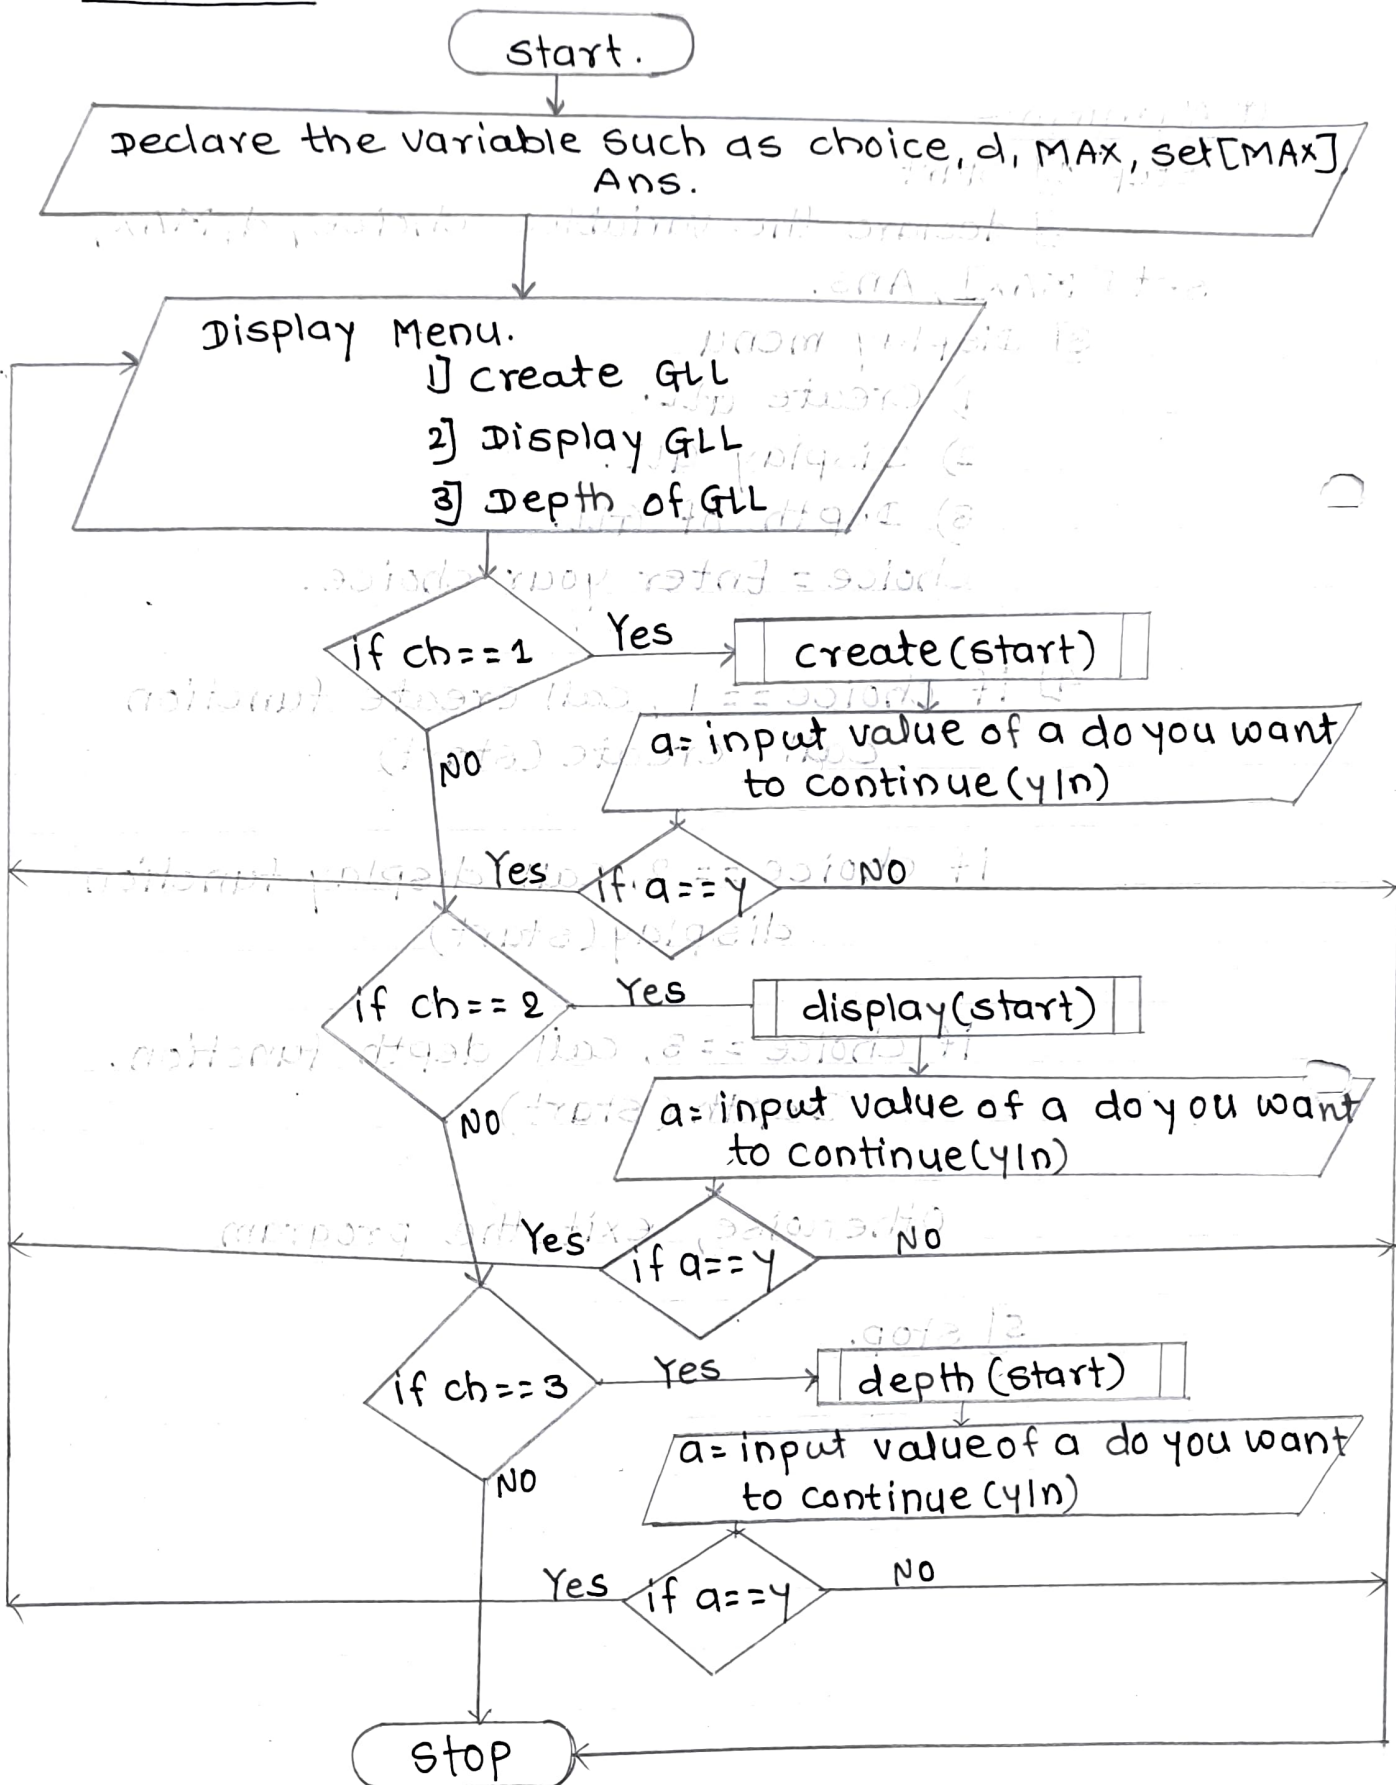 start.
Declare the variable such as choice, d, MAX, set[MAX]
Ans.
Display Menu.
1] Create GLL
2] Display GLL
3] Depth of GLL
if ch==1
Yes
create(start)
NO
a= input value of a do you want
to continue(y/n)
Yes
if a==y
NO
if ch==2
Yes
display(start)
NO
a= input value of a do you want
to continue(y/n)
Yes
if a==y
NO
if ch==3
Yes
depth(start)
NO
a= input value of a do you want
to continue(y/n)
Yes
if a==y
NO
Stop